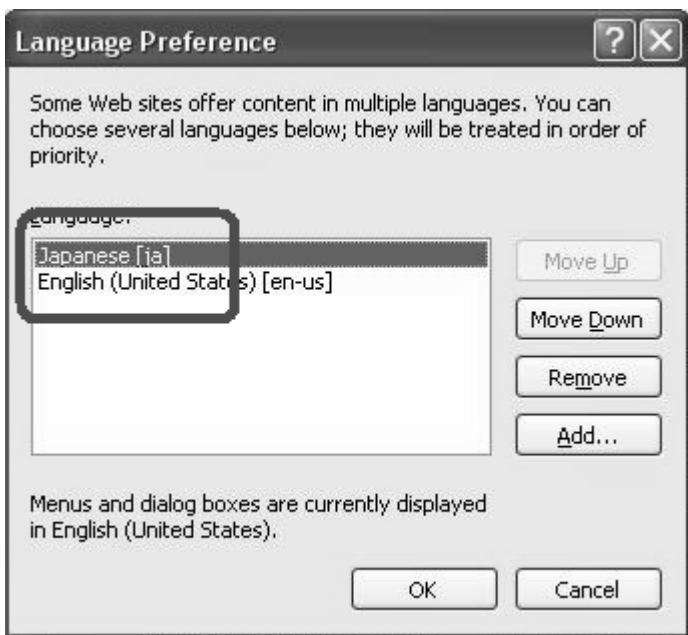 Language Preference
Some Web sites offer content in multiple languages. You can
choose several languages below; they will be treated in order of
priority.
Language:
Japanese [ja]
English (United States) [en-us]
Move Up
Move Down
Remove
Add...
Menus and dialog boxes are currently displayed
in English (United States).
OK
Cancel